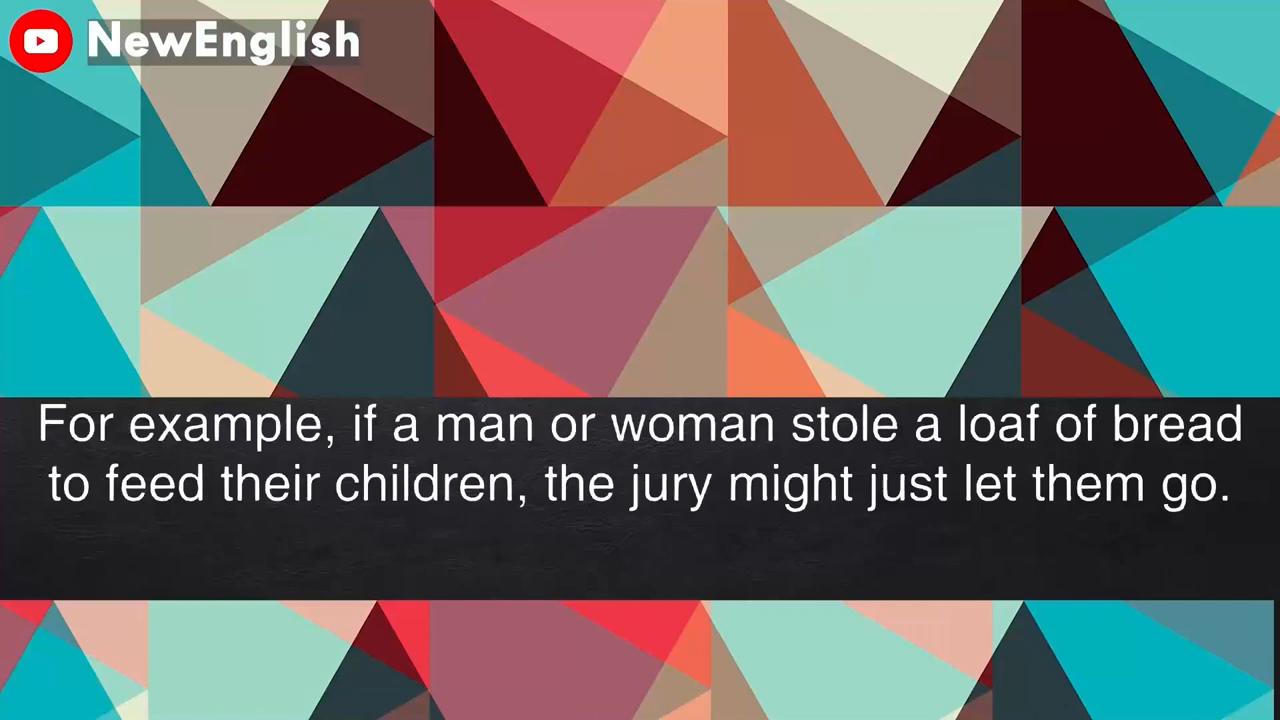 NewEnglish
For example, if a man or woman stole a loaf of bread
to feed their children, the jury might just let them go.